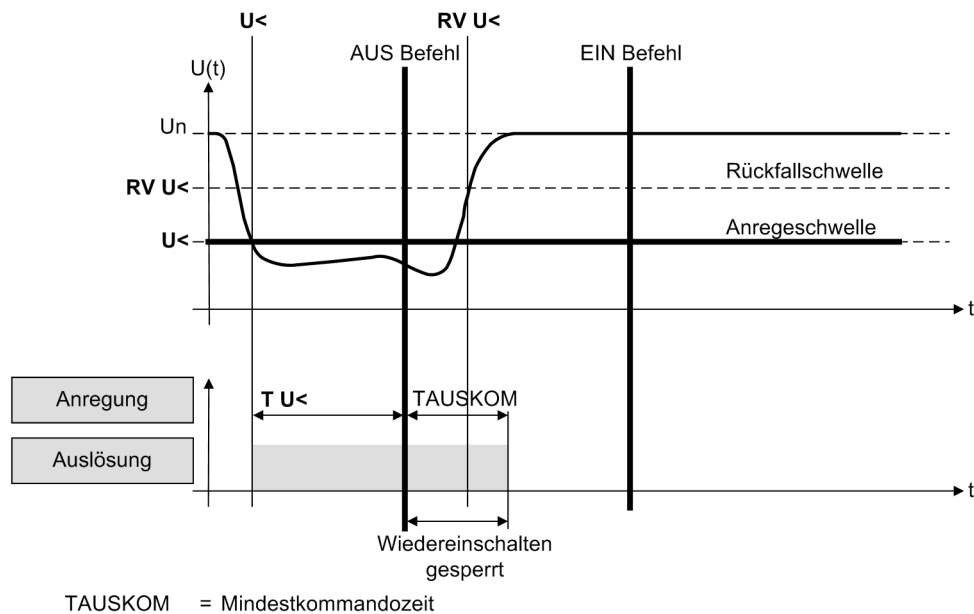 U<
RV U<
AUS Befehl
EIN Befehl
U(t)
Un
Rückfallschwelle
RV U<
Anregeschwelle
U<
t
Anregung
T U<
TAUSKOM
Auslösung
t
Wiedereinschalten
gesperrt
TAUSKOM = Mindestkommandozeit